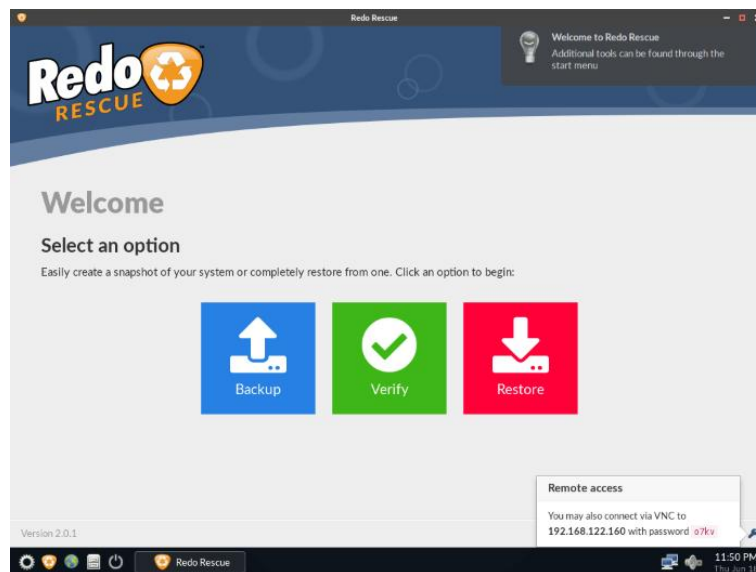 Redo Rescue
Welcome to Redo Rescue
Additional tools can be found through the
start menu
Redo
RESCUE
Welcome
Select an option
Easily create a snapshot of your system or completely restore from one. Click an option to begin:
Backup
Verify
Restore
Remote access
You may also connect via VNC to
192.168.122.160 with password o7kv
Version 2.0.1
Redo Rescue
11:50 PM
Thu Jun